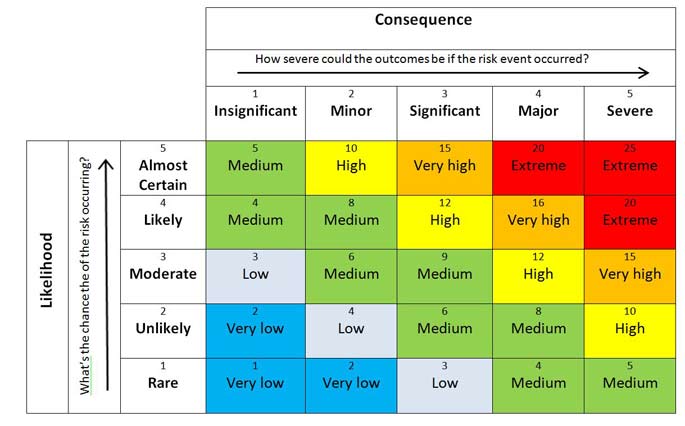 Consequence
How severe could the outcomes be if the risk event occurred?
1 2 3 4 5
Insignificant Minor Significant Major Severe
Likelihood
What's the chance the of the risk occurring?
5 5 10 15 20 25
Almost Medium High Very high Extreme Extreme
Certain
4 4 8 12 16 20
Likely Medium Medium High Very high Extreme
3 3 6 9 12 15
Moderate Low Medium Medium High Very high
2 2 4 6 8 10
Unlikely Very low Low Medium Medium High
1 1 2 3 4 5
Rare Very low Very low Low Medium Medium